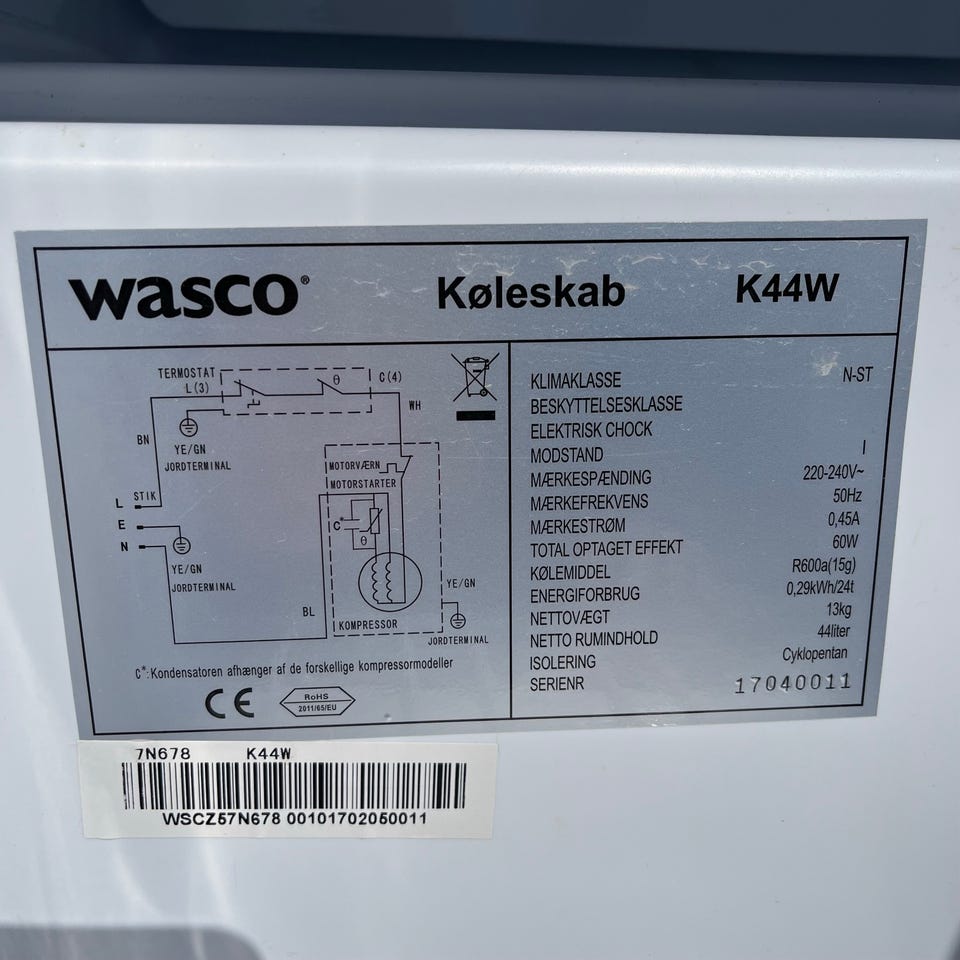 wasco® Køleskab K44W
TERMOSTAT
L(3) C(4)
θ
WH
BN
YE/GN
JORDTERMINAL
MOTORVÆRN
MOTORSTARTER
STIK
L
E
N
C*
θ
YE/GN
JORDTERMINAL
BL
YE/GN
KOMPRESSOR
JORDTERMINAL
C*:Kondensatoren afhænger af de forskellige kompressormodeller
CE
RoHS
2011/65/EU
KLIMAKLASSE N-ST
BESKYTTELSESKLASSE
ELEKTRISK CHOCK
MODSTAND I
MÆRKESPÆNDING 220-240V~
MÆRKEFREKVENS 50Hz
MÆRKESTRØM 0,45A
TOTAL OPTAGET EFFEKT 60W
KØLEMIDDEL R600a(15g)
ENERGIFORBRUG 0,29kWh/24t
NETTOVÆGT 13kg
NETTO RUMINDHOLD 44liter
ISOLERING Cyklopentan
SERIENR 17040011
7N678 K44W
WSCZ57N678 00101702050011